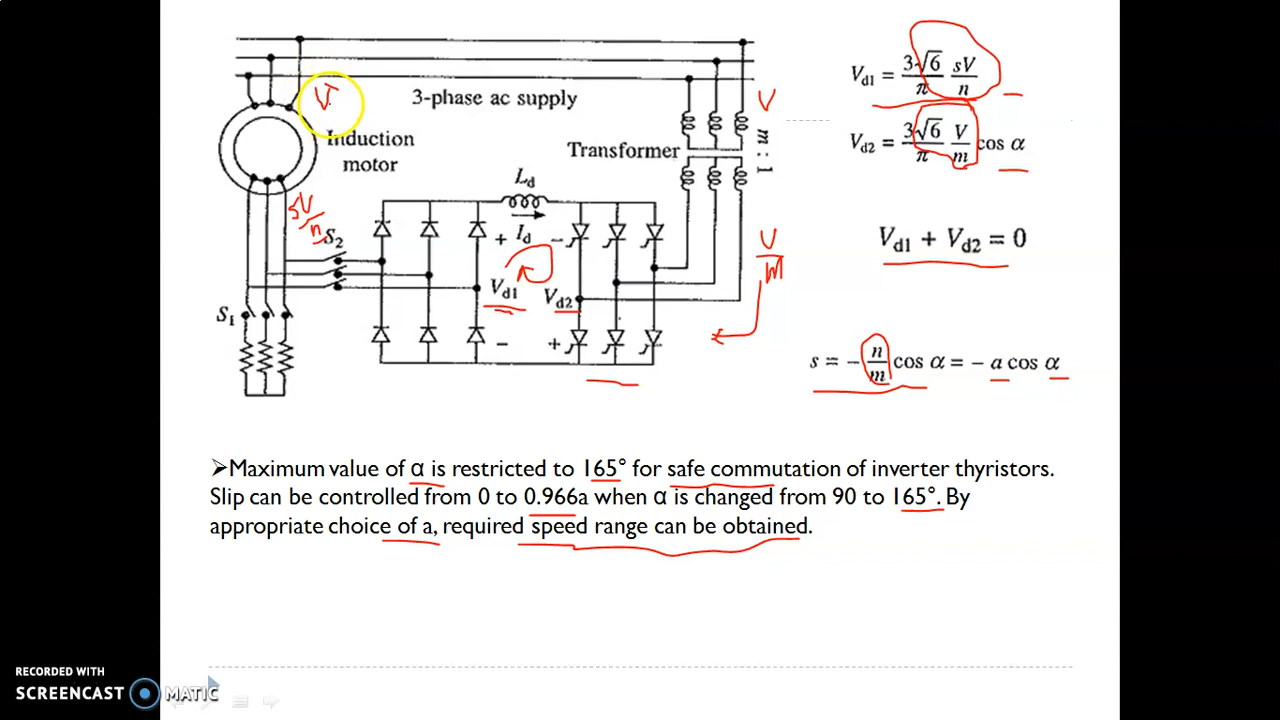 V
3-phase ac supply
Induction
motor
sV/n
Transformer
V
m : 1
V/m
L_d
I_d
S_2
S_1
+
−
V_d1
V_d2
−
+
V_d1 = 3√6/π sV/n
V_d2 = 3√6/π V/m cos α
V_d1 + V_d2 = 0
s = − n/m cos α = − a cos α
➢Maximum value of α is restricted to 165° for safe commutation of inverter thyristors.
Slip can be controlled from 0 to 0.966a when α is changed from 90 to 165°. By
appropriate choice of a, required speed range can be obtained.
RECORDED WITH
SCREENCAST MATIC